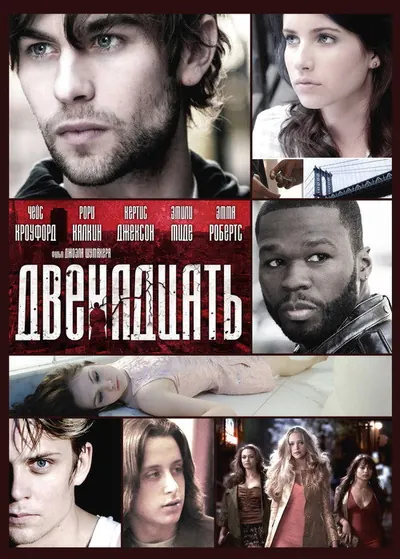 ЧЕЙС РОРИ КЕРТИС ЭМИЛИ ЭММА
КРОУФОРД КАЛКИН ДЖЕКСОН МИДЕ РОБЕРТС
ФИЛЬМ ДЖОЭЛА ШУМАХЕРА
ДВЕНАДЦАТЬ